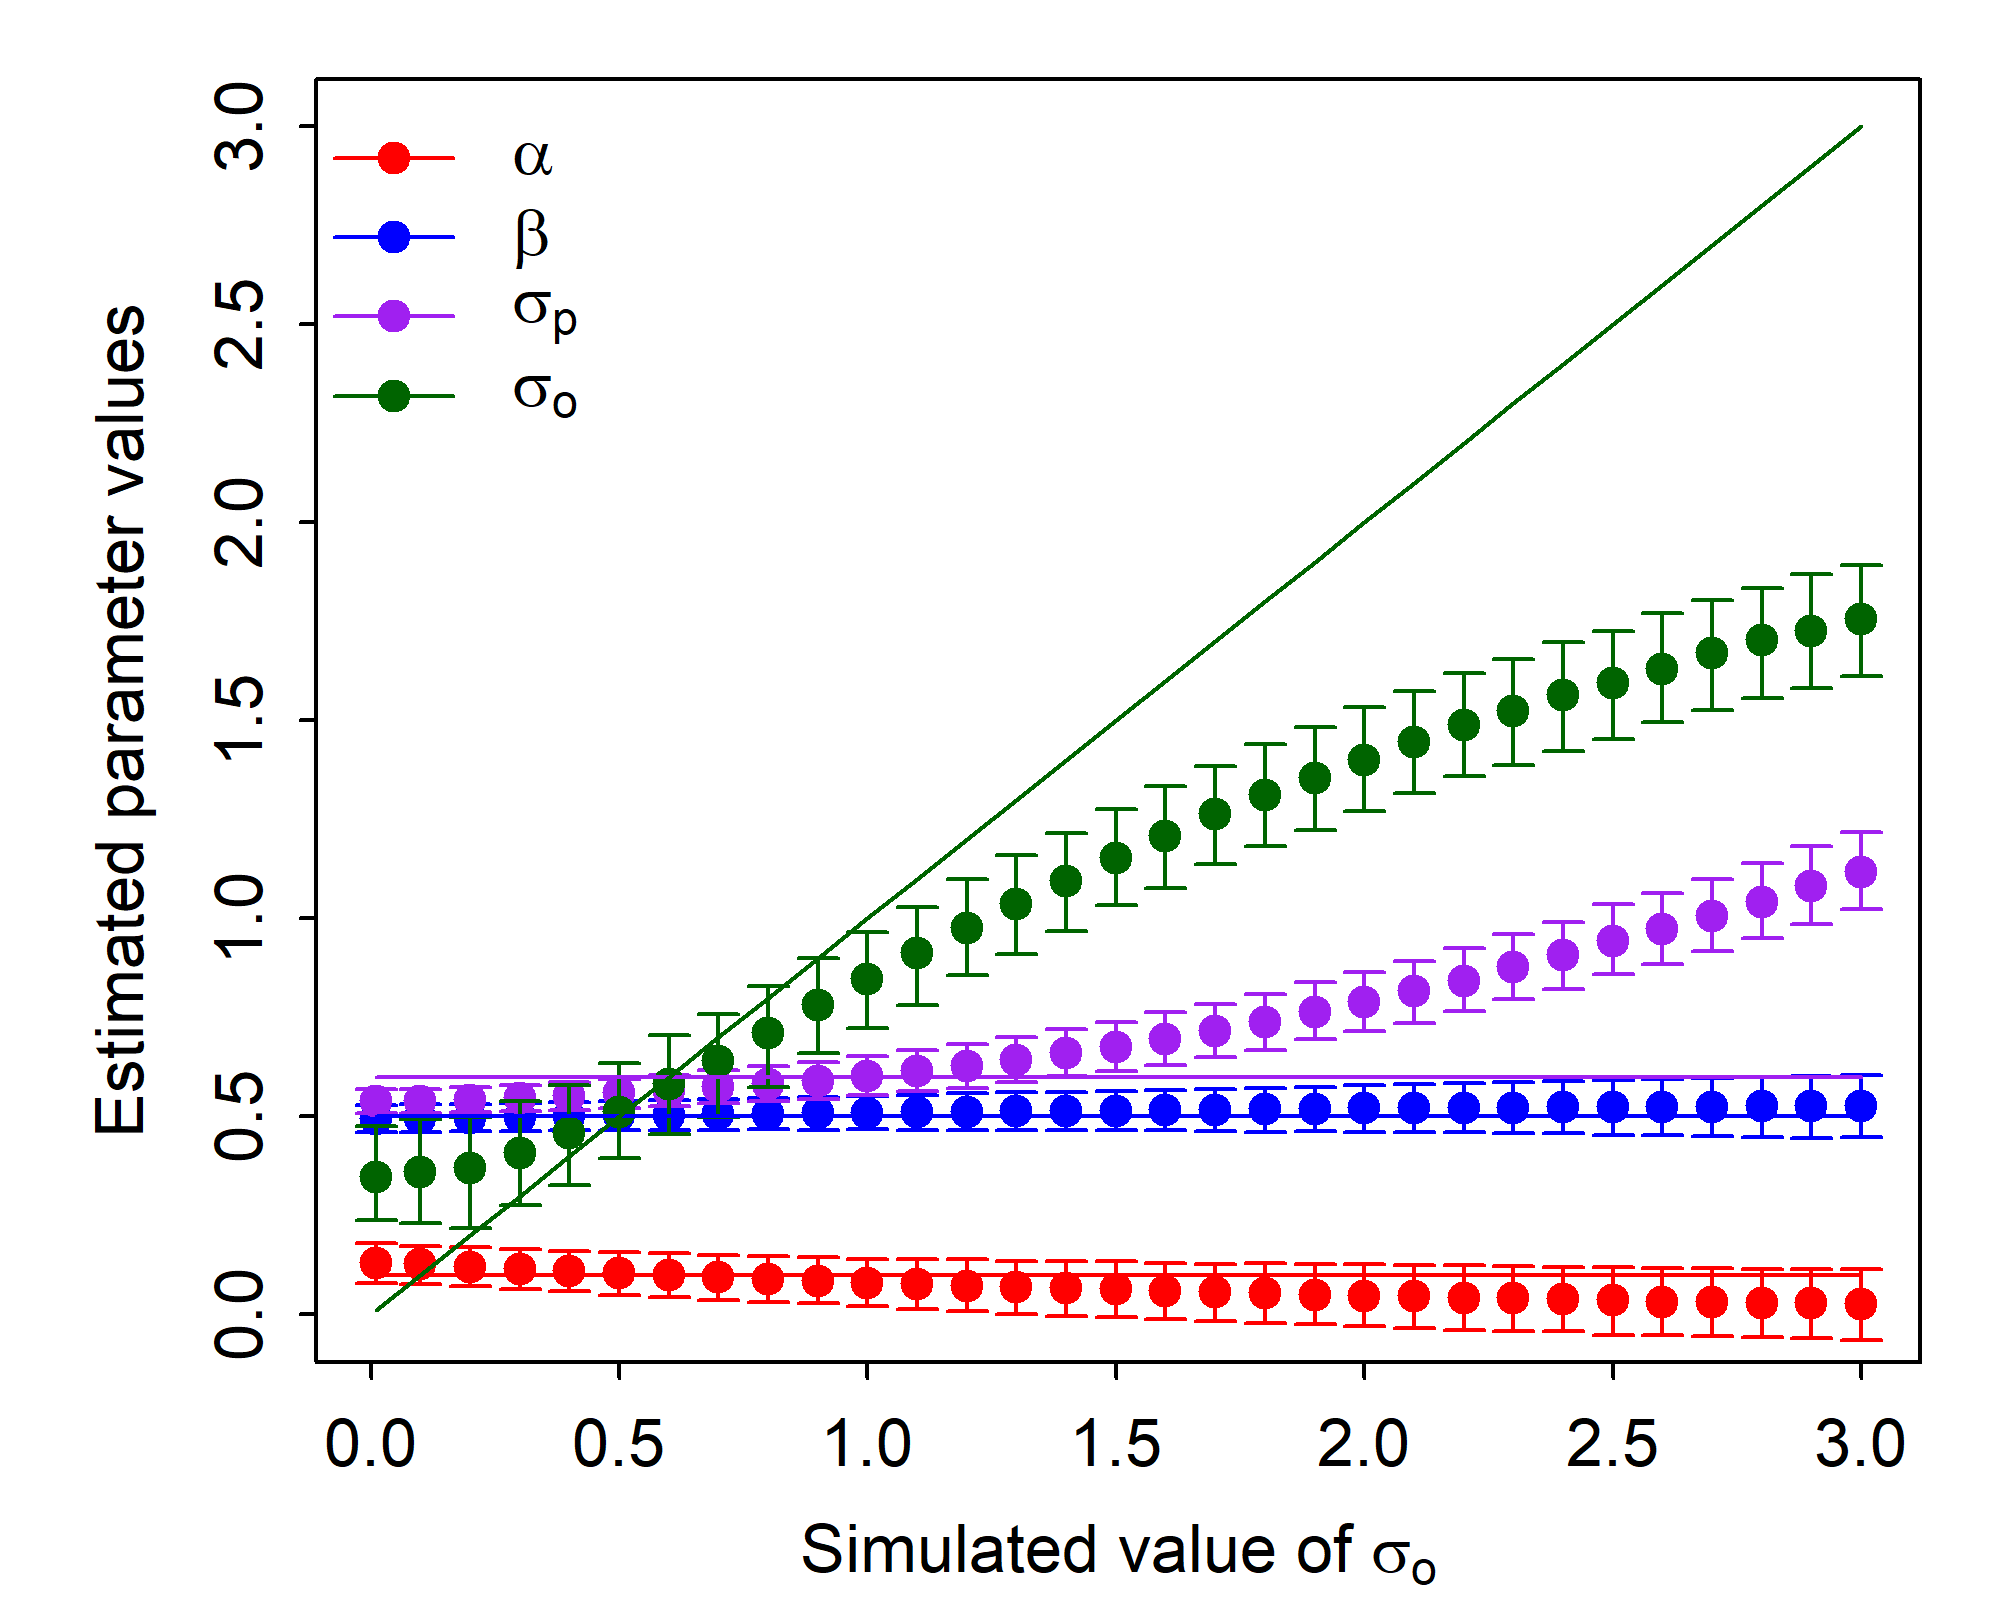 Estimated parameter values
3.0
2.5
2.0
1.5
1.0
0.5
0.0
α
β
σp
σo
0.0 0.5 1.0 1.5 2.0 2.5 3.0
Simulated value of σo